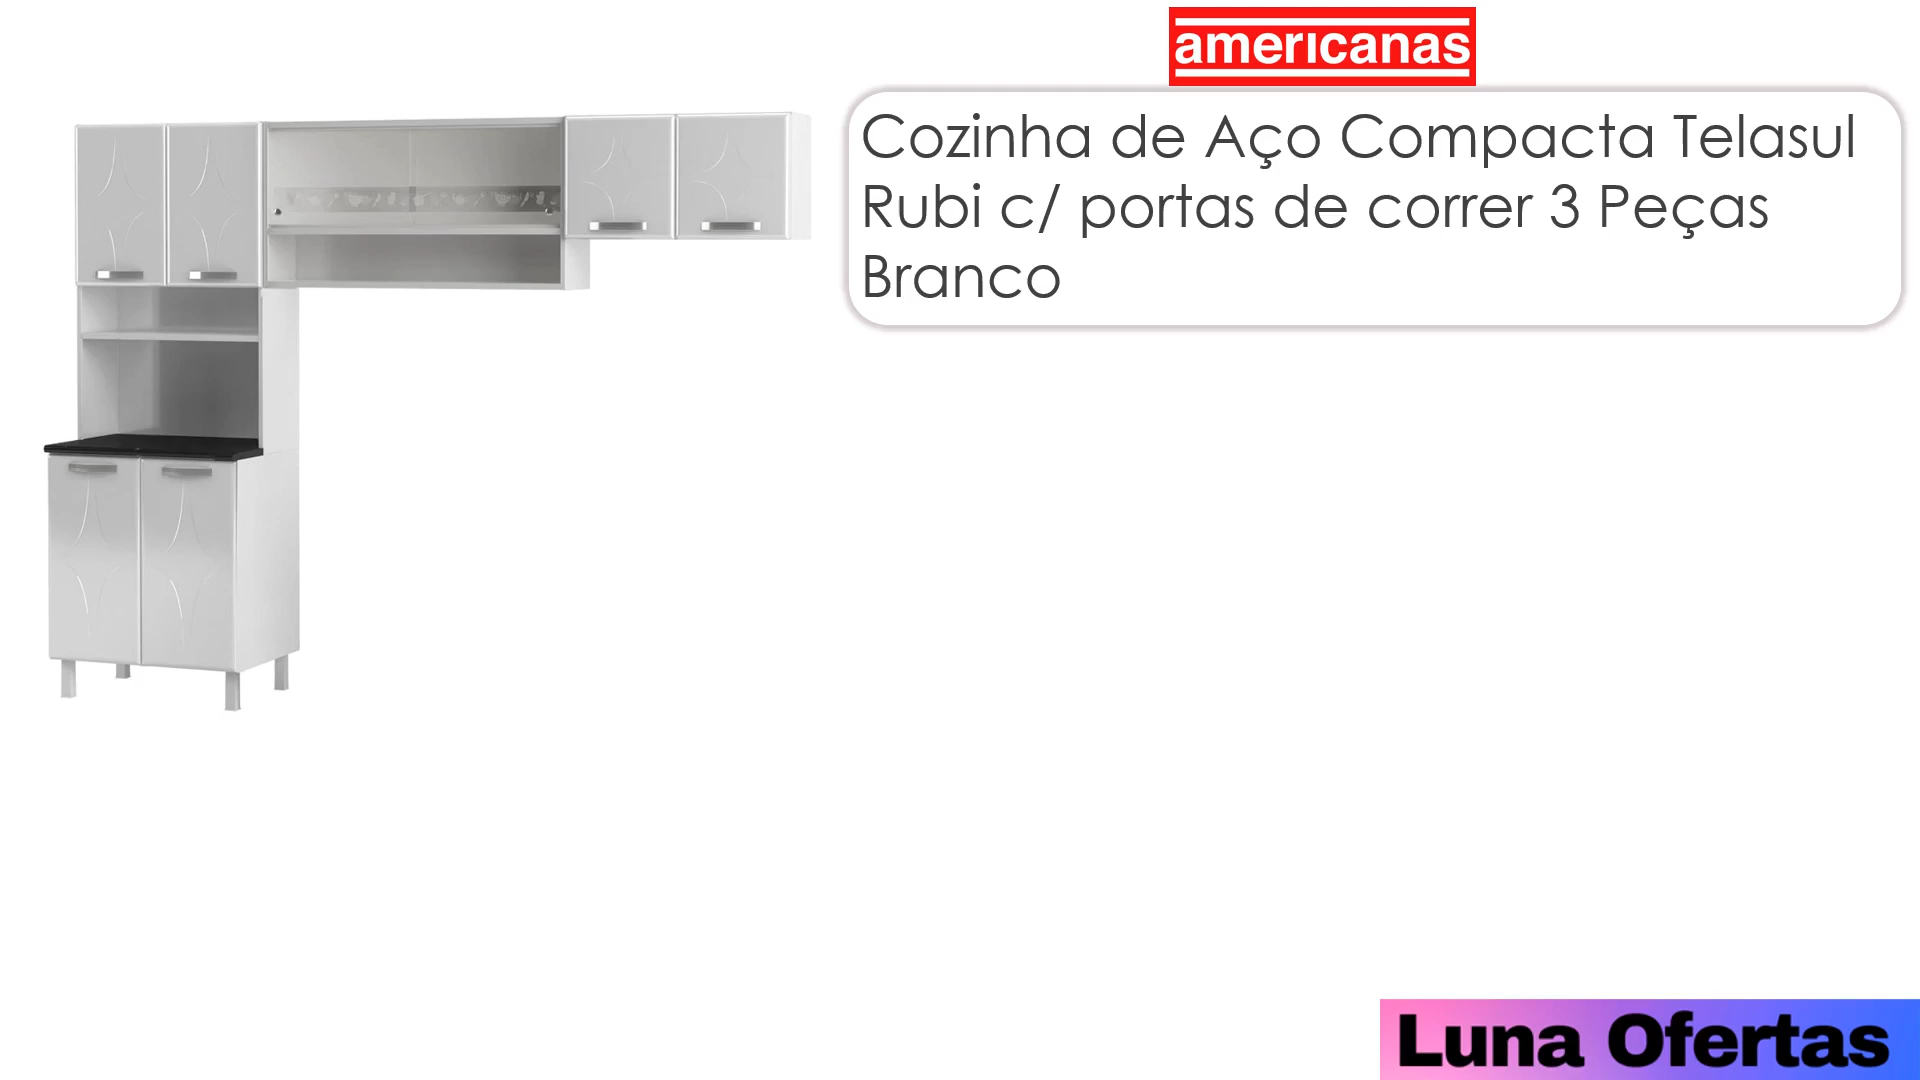 americanas
Cozinha de Aço Compacta Telasul
Rubi c/ portas de correr 3 Peças
Branco
Luna Ofertas